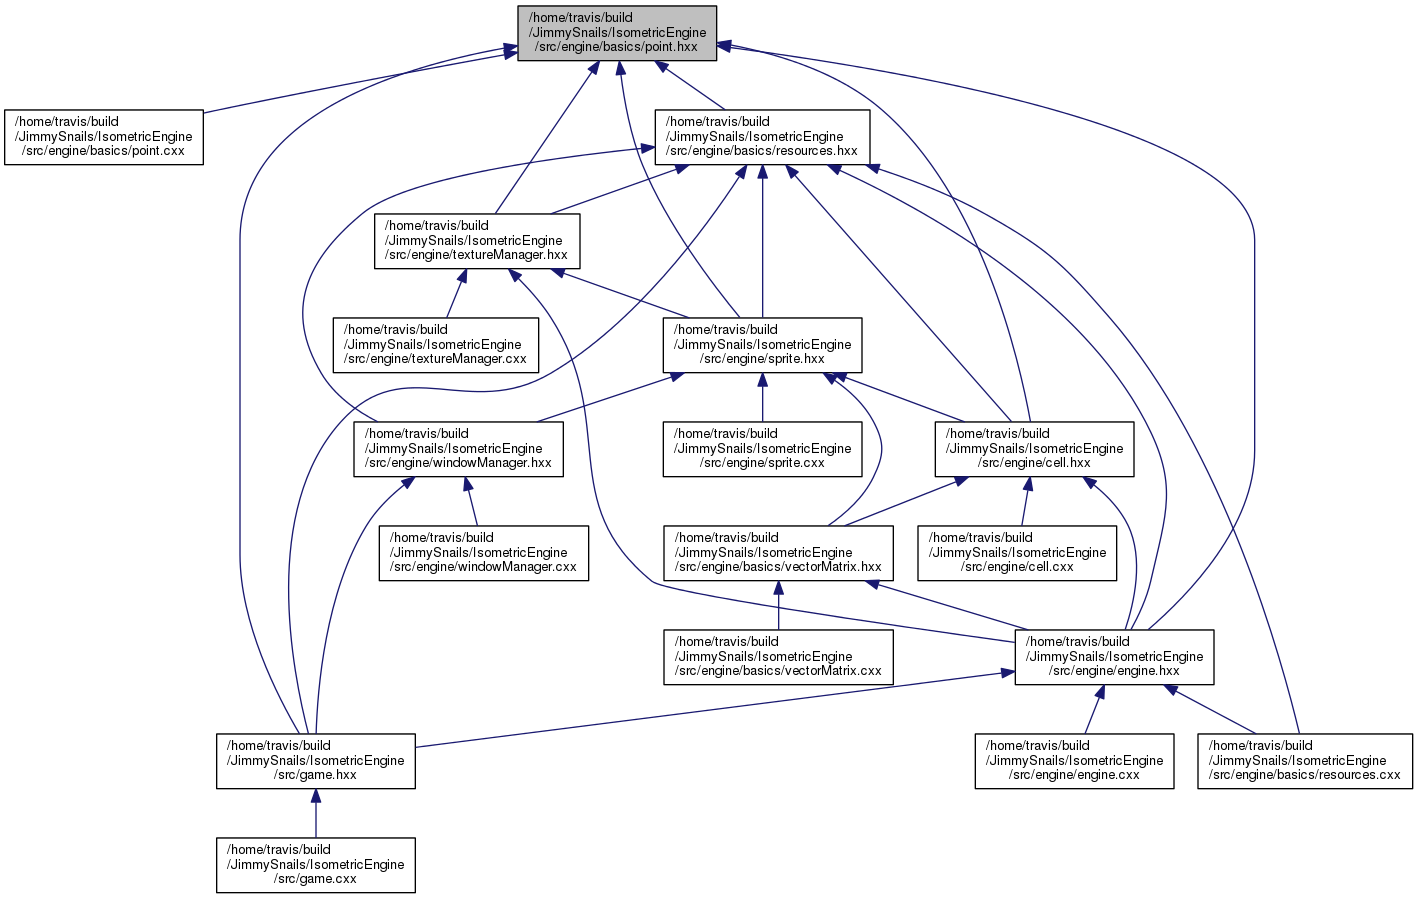 /home/travis/build
/JimmySnails/IsometricEngine
/src/engine/basics/point.hxx
/home/travis/build
/JimmySnails/IsometricEngine
/src/engine/basics/point.cxx
/home/travis/build
/JimmySnails/IsometricEngine
/src/engine/basics/resources.hxx
/home/travis/build
/JimmySnails/IsometricEngine
/src/engine/textureManager.hxx
/home/travis/build
/JimmySnails/IsometricEngine
/src/engine/textureManager.cxx
/home/travis/build
/JimmySnails/IsometricEngine
/src/engine/sprite.hxx
/home/travis/build
/JimmySnails/IsometricEngine
/src/engine/windowManager.hxx
/home/travis/build
/JimmySnails/IsometricEngine
/src/engine/sprite.cxx
/home/travis/build
/JimmySnails/IsometricEngine
/src/engine/cell.hxx
/home/travis/build
/JimmySnails/IsometricEngine
/src/engine/windowManager.cxx
/home/travis/build
/JimmySnails/IsometricEngine
/src/engine/basics/vectorMatrix.hxx
/home/travis/build
/JimmySnails/IsometricEngine
/src/engine/cell.cxx
/home/travis/build
/JimmySnails/IsometricEngine
/src/engine/basics/vectorMatrix.cxx
/home/travis/build
/JimmySnails/IsometricEngine
/src/engine/engine.hxx
/home/travis/build
/JimmySnails/IsometricEngine
/src/game.hxx
/home/travis/build
/JimmySnails/IsometricEngine
/src/engine/engine.cxx
/home/travis/build
/JimmySnails/IsometricEngine
/src/engine/basics/resources.cxx
/home/travis/build
/JimmySnails/IsometricEngine
/src/game.cxx